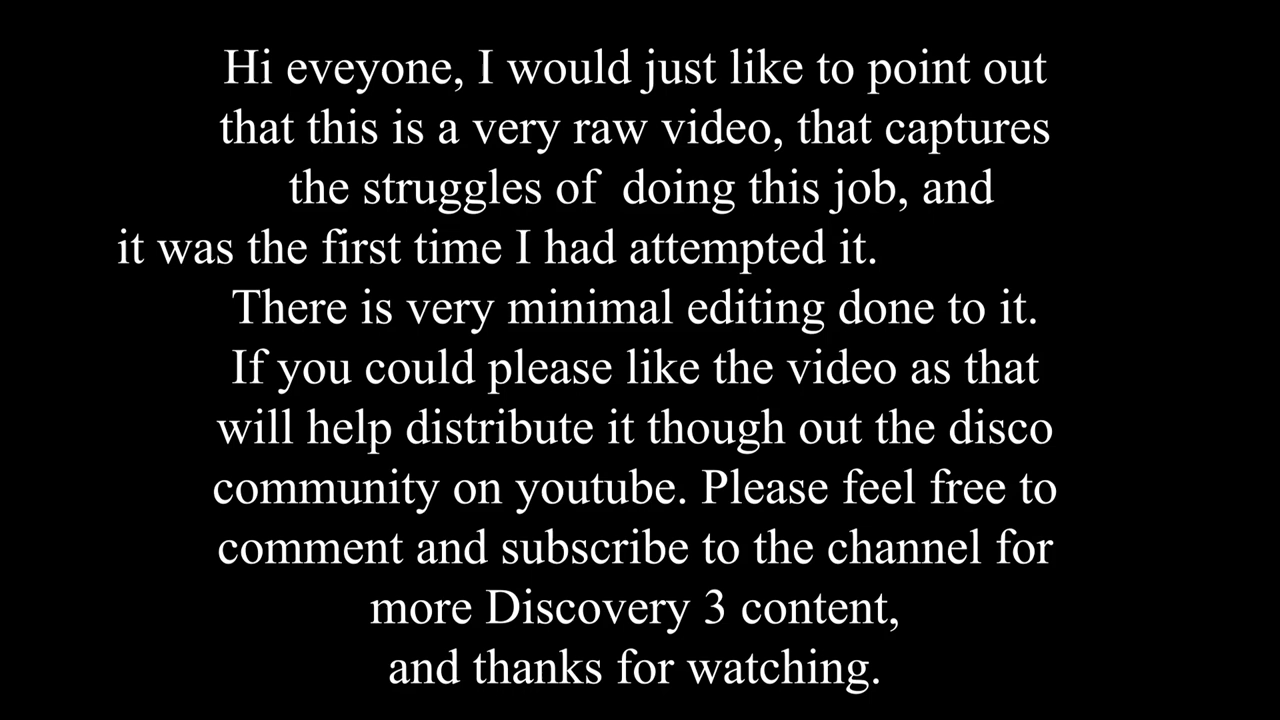 Hi eveyone, I would just like to point out
that this is a very raw video, that captures
the struggles of  doing this job, and
it was the first time I had attempted it.
There is very minimal editing done to it.
If you could please like the video as that
will help distribute it though out the disco
community on youtube. Please feel free to
comment and subscribe to the channel for
more Discovery 3 content,
and thanks for watching.